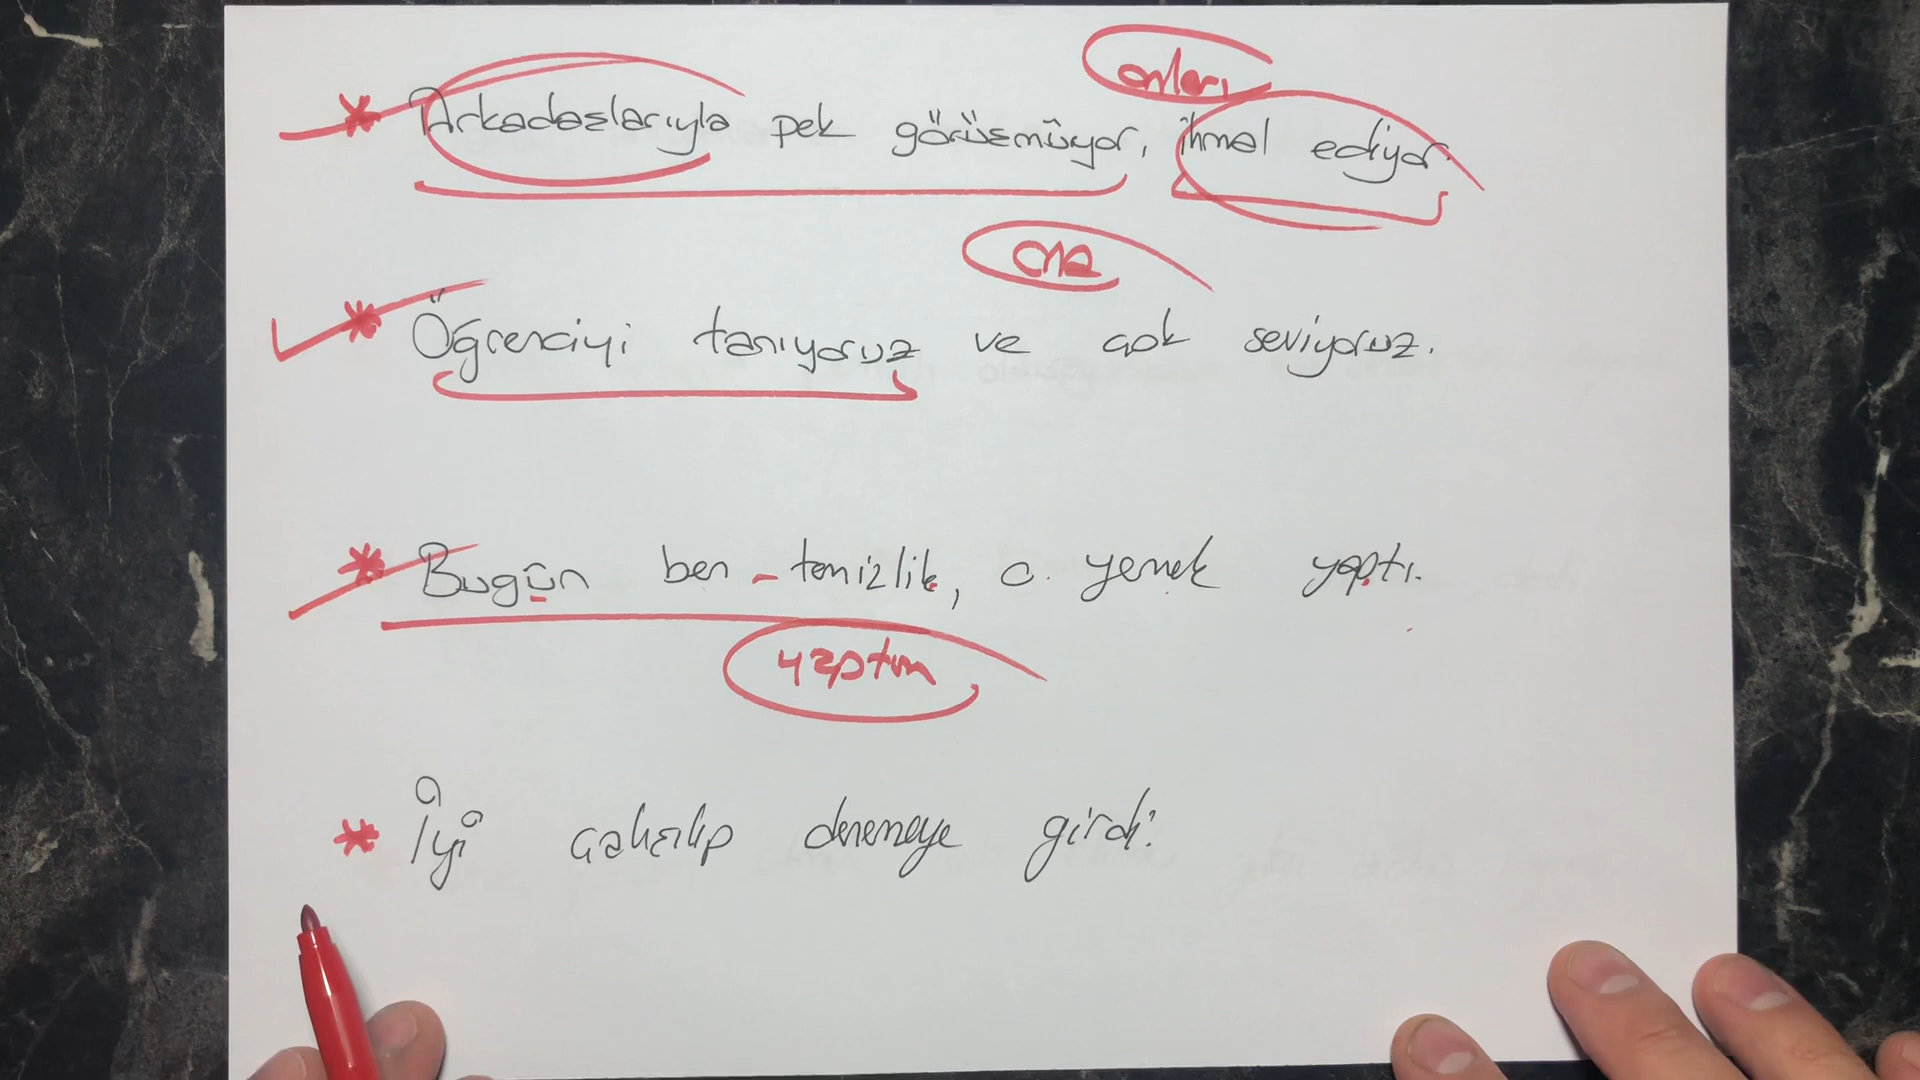 onları
* Arkadaşlarıyla pek görüşmüyor, ihmal ediyor.
ona
* Öğrenciyi tanıyoruz ve çok seviyoruz.
* Bugün ben temizlik, o yemek yaptı.
yaptım
* İyi çalışılıp denemeye girdi.